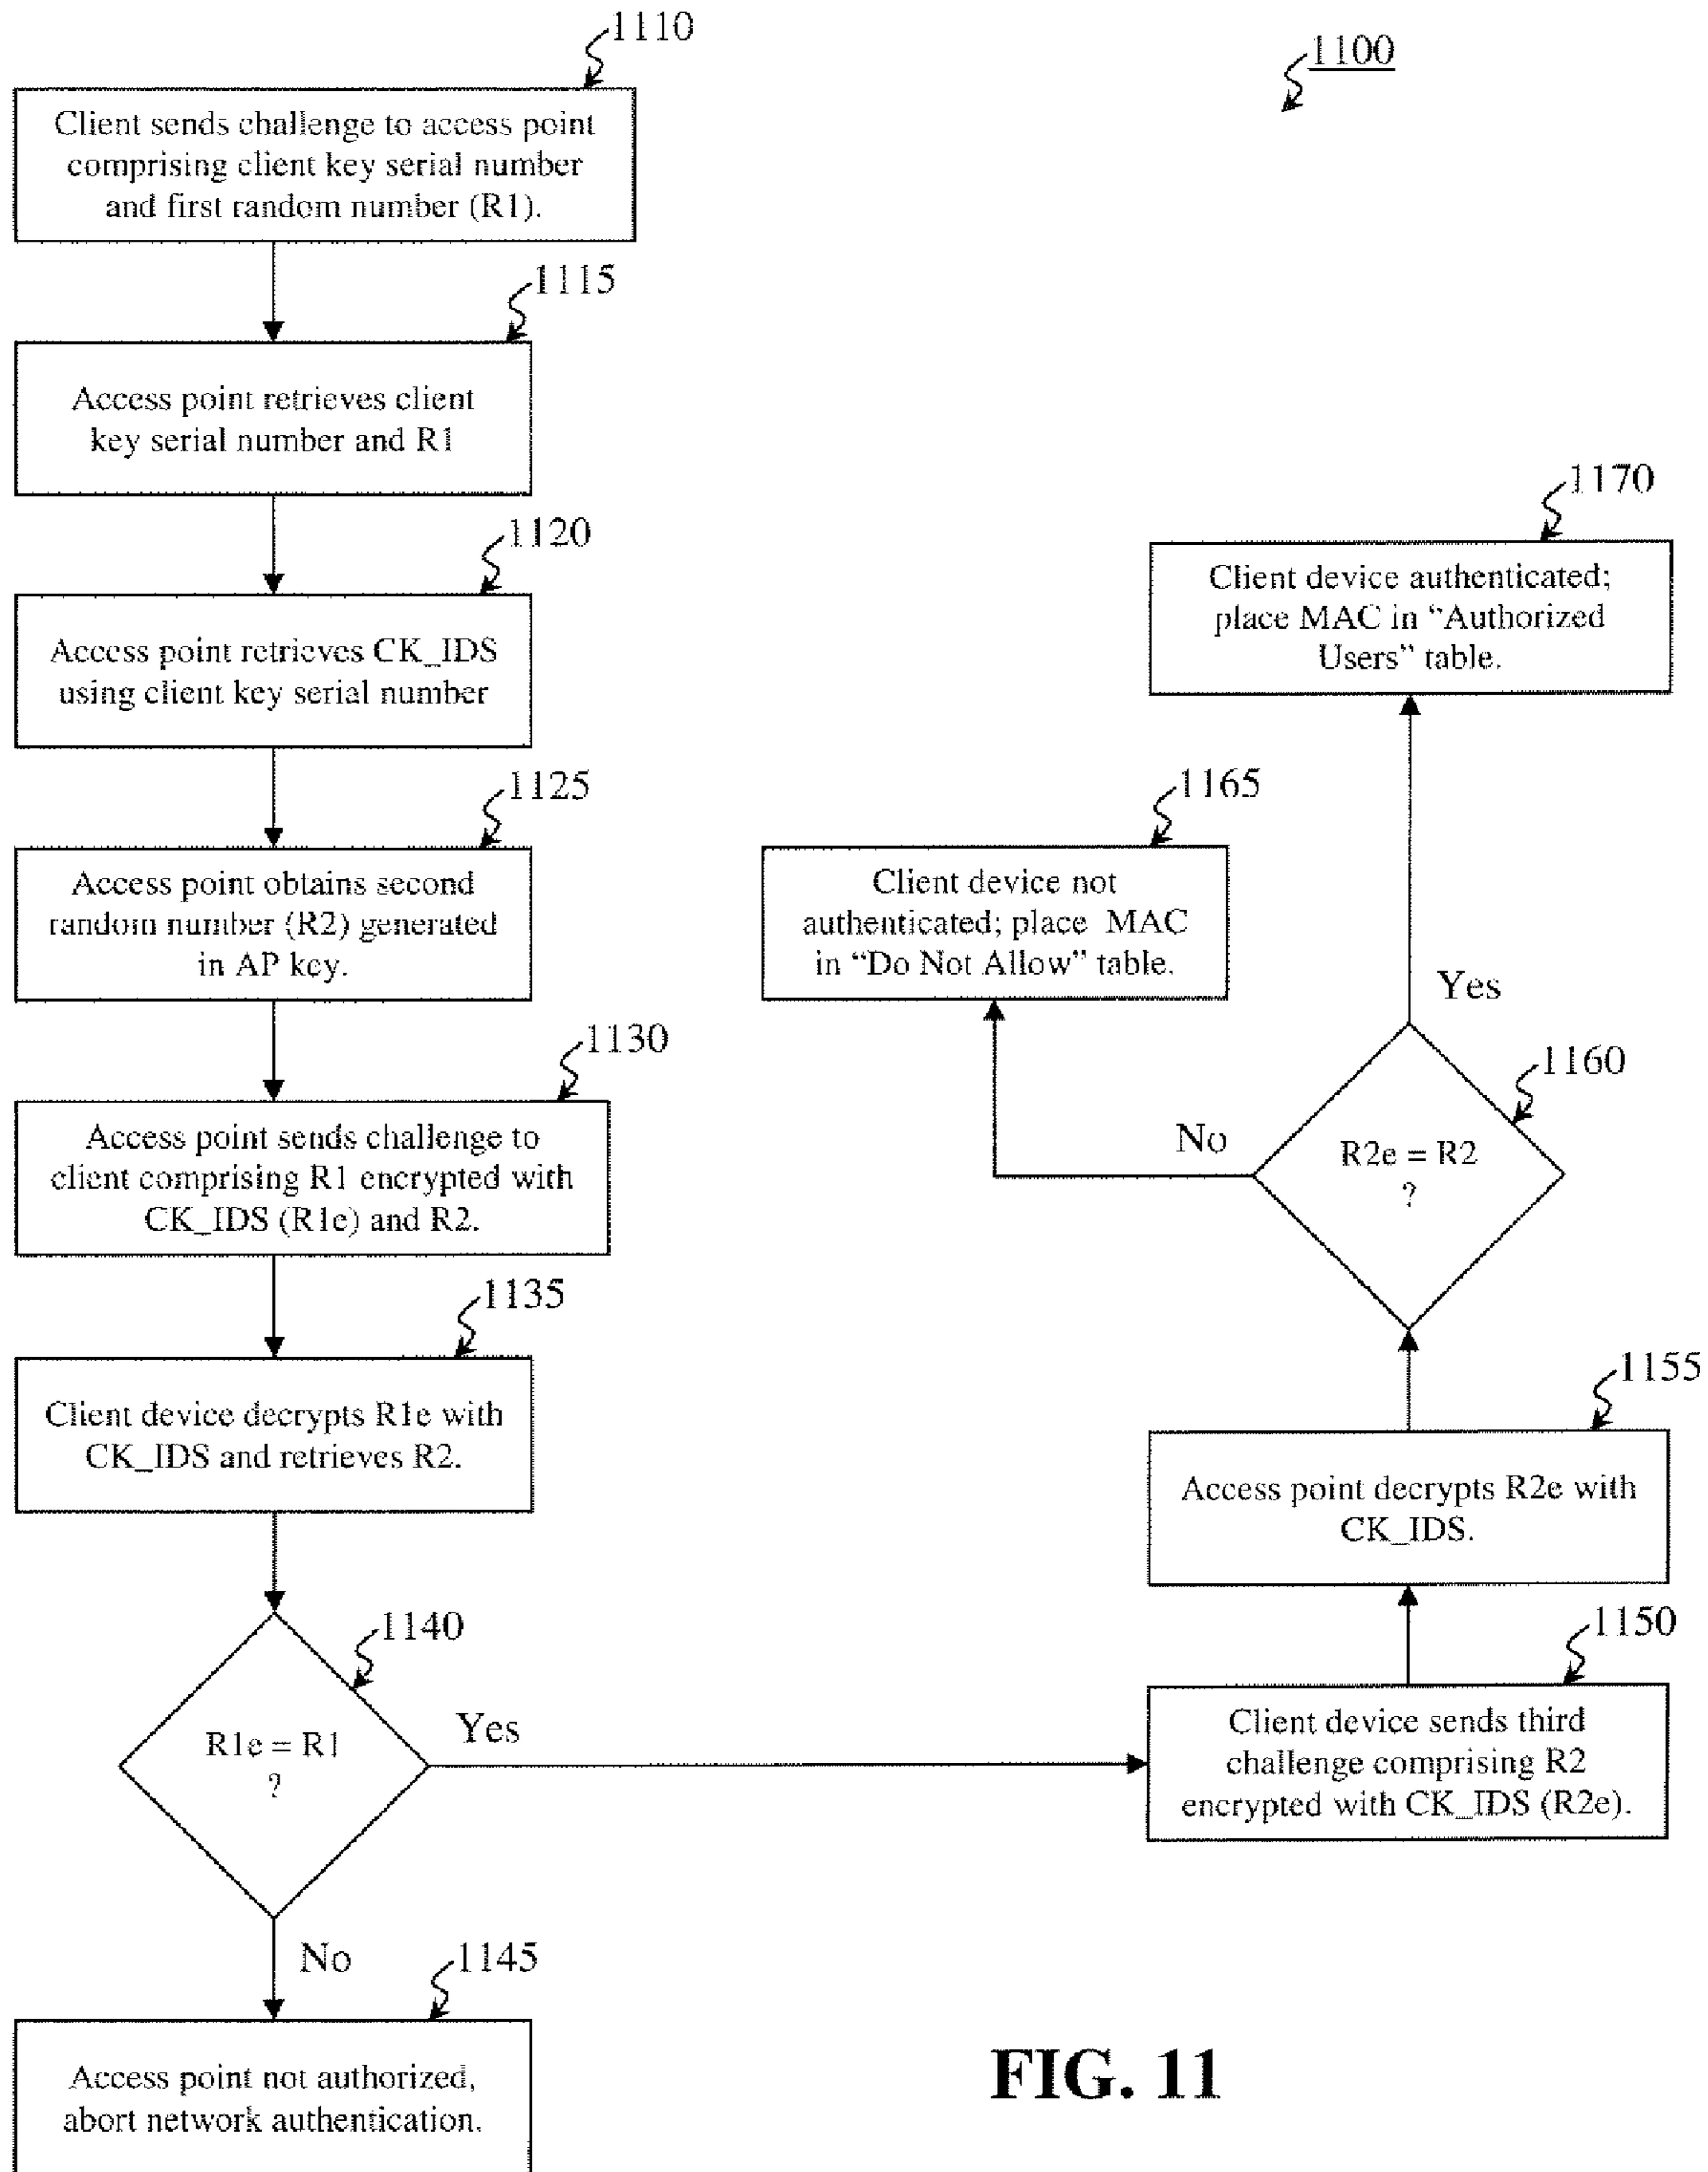 1110
1100
Client sends challenge to access point
comprising client key serial number
and first random number (R1).
1115
Access point retrieves client
key serial number and R1
1120
Access point retrieves CK_IDS
using client key serial number
1125
Access point obtains second
random number (R2) generated
in AP key.
1130
Access point sends challenge to
client comprising R1 encrypted with
CK_IDS (R1e) and R2.
1135
Client device decrypts R1e with
CK_IDS and retrieves R2.
1140
R1e = R1
?
Yes
No
1145
Access point not authorized,
abort network authentication.
1150
Client device sends third
challenge comprising R2
encrypted with CK_IDS (R2e).
1155
Access point decrypts R2e with
CK_IDS.
1160
R2e = R2
?
No
Yes
1165
Client device not
authenticated; place MAC
in “Do Not Allow” table.
1170
Client device authenticated;
place MAC in “Authorized
Users” table.
FIG. 11